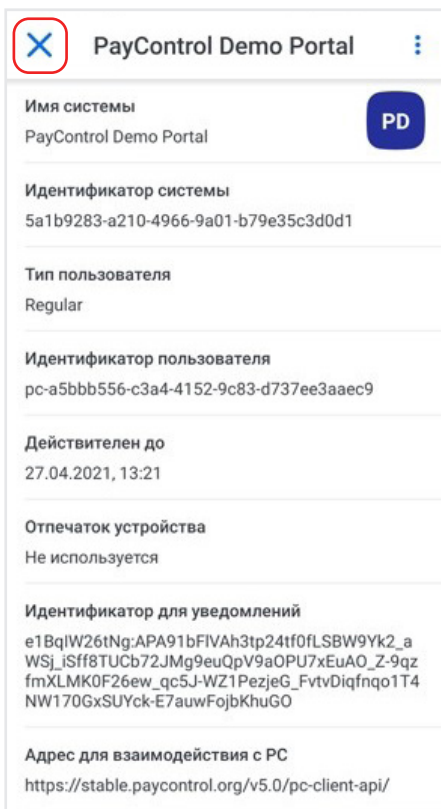 PayControl Demo Portal
Имя системы
PD
PayControl Demo Portal
Идентификатор системы
5a1b9283-a210-4966-9a01-b79e35c3d0d1
Тип пользователя
Regular
Идентификатор пользователя
pc-a5bbb556-c3a4-4152-9c83-d737ee3aaec9
Действителен до
27.04.2021, 13:21
Отпечаток устройства
Не используется
Идентификатор для уведомлений
e1BqIW26tNg:APA91bFlVAh3tp24tf0fLSBW9Yk2_a
WSj_iSff8TUCb72JMg9euQpV9aOPU7xEuAO_Z-9qz
fmXLMK0F26ew_qc5J-WZ1PezjeG_FvtvDiqfnqo1T4
NW170GxSUYck-E7auwFojbKhuGO
Адрес для взаимодействия с PC
https://stable.paycontrol.org/v5.0/pc-client-api/